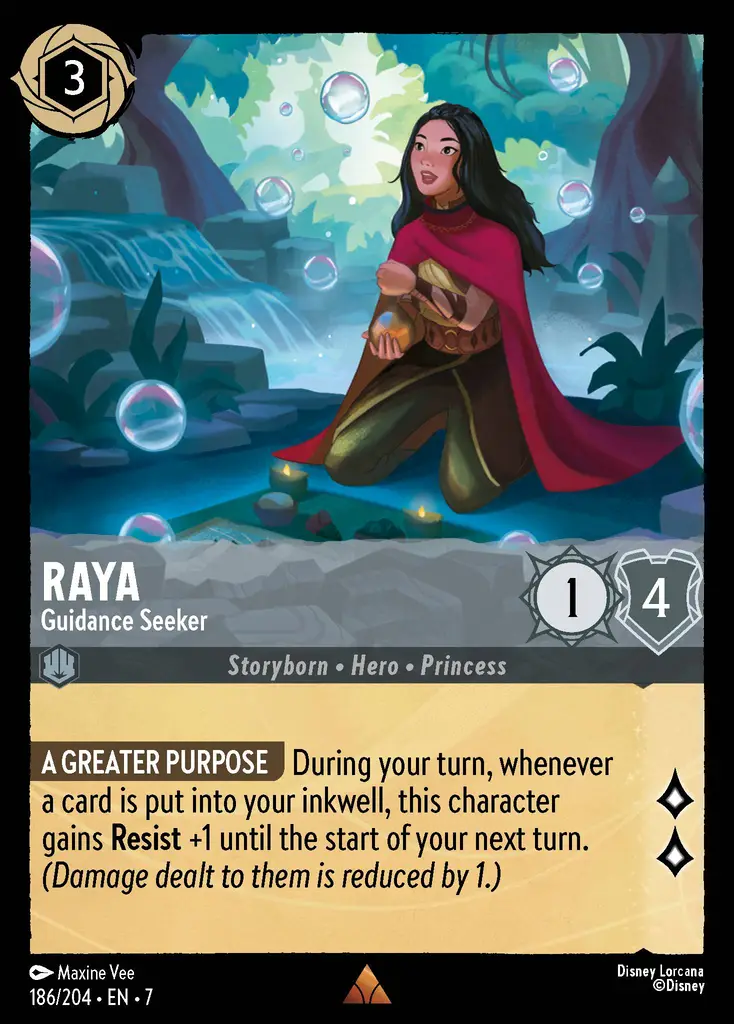 3
RAYA
Guidance Seeker
1
4
Storyborn • Hero • Princess
A GREATER PURPOSE During your turn, whenever
a card is put into your inkwell, this character
gains Resist +1 until the start of your next turn.
(Damage dealt to them is reduced by 1.)
Maxine Vee
186/204 • EN • 7
Disney Lorcana
©Disney